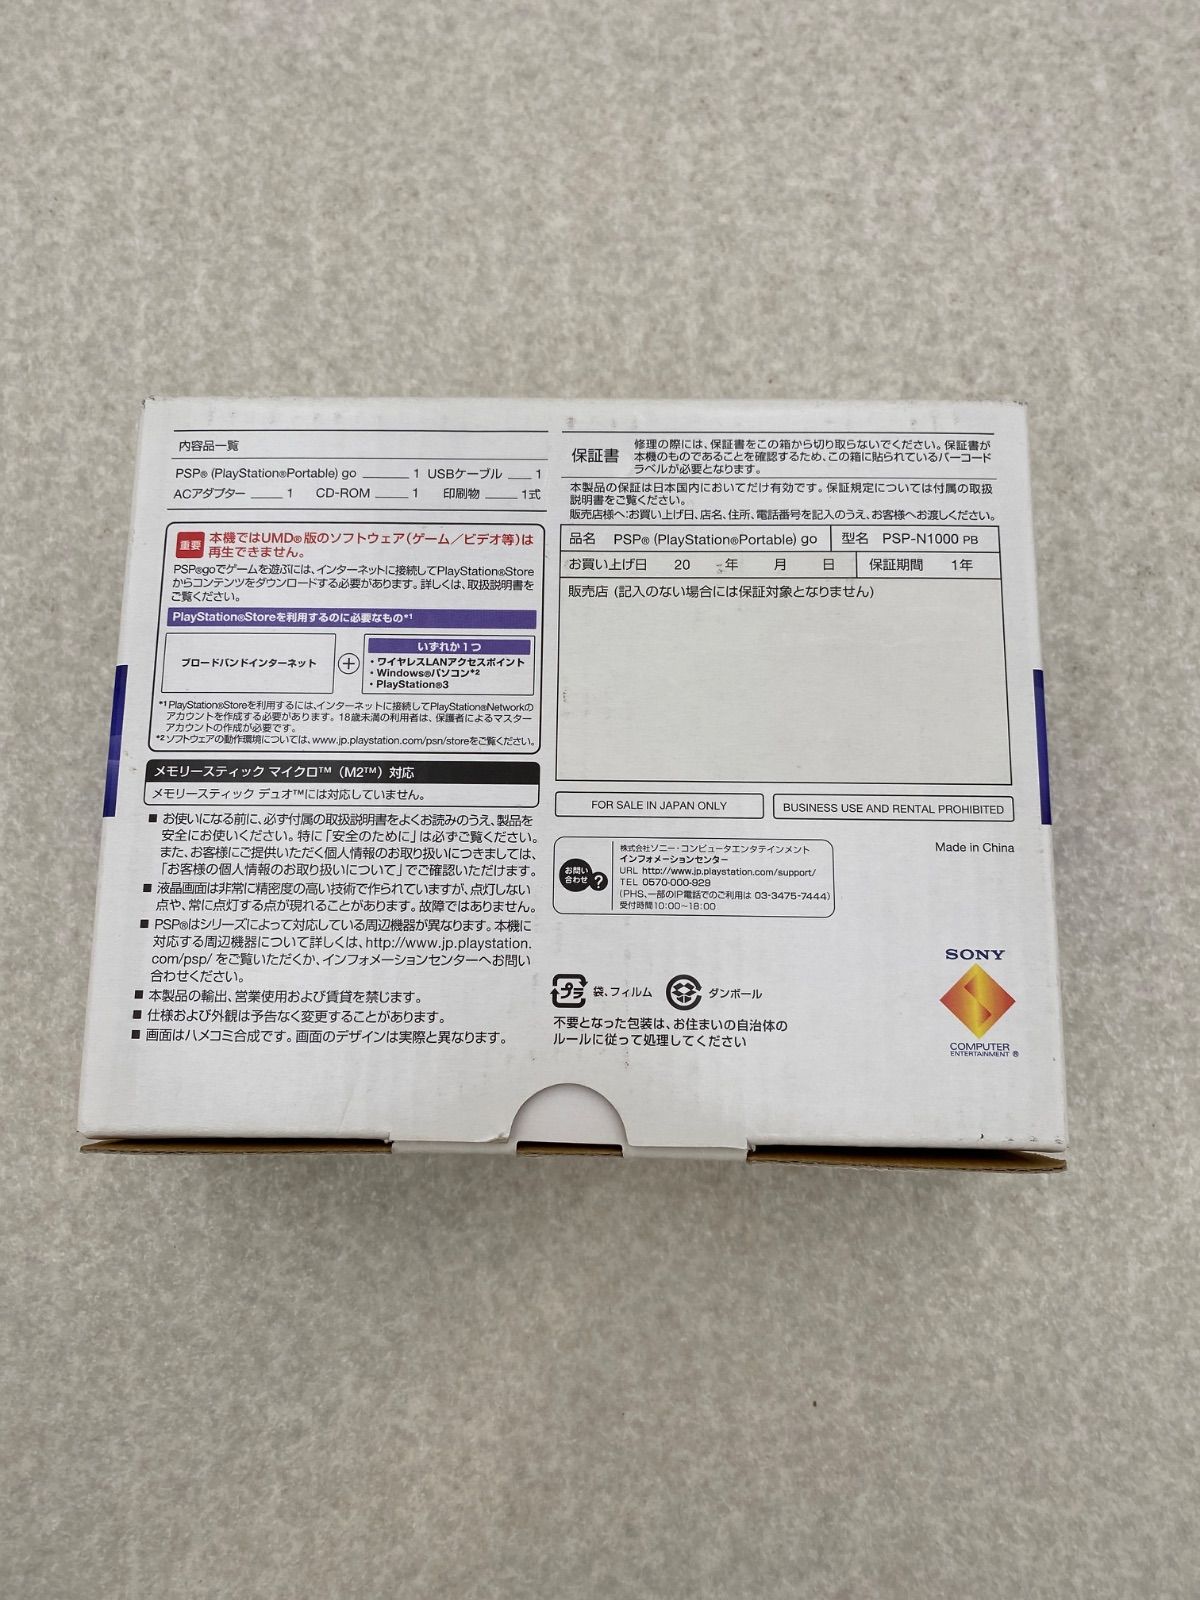 内容品一覧
PSP® (PlayStation®Portable) go 1 USBケーブル 1
ACアダプター 1 CD-ROM 1 印刷物 1式
重要 本機ではUMD®版のソフトウェア(ゲーム/ビデオ等)は
再生できません。
PSP®goでゲームを遊ぶには、インターネットに接続してPlayStation®Store
からコンテンツをダウンロードする必要があります。詳しくは、取扱説明書を
ご覧ください。
PlayStation®Storeを利用するのに必要なもの*1
ブロードバンドインターネット
+
いずれか1つ
・ワイヤレスLANアクセスポイント
・Windows®パソコン*2
・PlayStation®3
*1 PlayStation®Storeを利用するには、インターネットに接続してPlayStation®Networkの
アカウントを作成する必要があります。18歳未満の利用者は、保護者によるマスター
アカウントの作成が必要です。
*2 ソフトウェアの動作環境については、www.jp.playstation.com/psn/storeをご覧ください。
メモリースティック マイクロ™(M2™)対応
メモリースティック デュオ™には対応していません。
■ お使いになる前に、必ず付属の取扱説明書をよくお読みのうえ、製品を
安全にお使いください。特に「安全のために」は必ずご覧ください。
また、お客様にご提供いただく個人情報のお取り扱いにつきましては、
「お客様の個人情報のお取り扱いについて」でご確認いただけます。
■ 液晶画面は非常に精密度の高い技術で作られていますが、点灯しない
点や、常に点灯する点が現れることがあります。故障ではありません。
■ PSP®はシリーズによって対応している周辺機器が異なります。本機に
対応する周辺機器について詳しくは、http://www.jp.playstation.
com/psp/ をご覧いただくか、インフォメーションセンターへお問い
合わせください。
■ 本製品の輸出、営業使用および賃貸を禁じます。
■ 仕様および外観は予告なく変更することがあります。
■ 画面はハメコミ合成です。画面のデザインは実際と異なります。
保証書
修理の際には、保証書をこの箱から切り取らないでください。保証書が
本機のものであることを確認するため、この箱に貼られているバーコード
ラベルが必要となります。
本製品の保証は日本国内においてだけ有効です。保証規定については付属の取扱
説明書をご覧ください。
販売店様へ:お買い上げ日、店名、住所、電話番号を記入のうえ、お客様へお渡しください。
品名 PSP® (PlayStation®Portable) go 型名 PSP-N1000 PB
お買い上げ日 20 年 月 日 保証期間 1年
販売店 (記入のない場合には保証対象となりません)
FOR SALE IN JAPAN ONLY
BUSINESS USE AND RENTAL PROHIBITED
お問い
合わせ
?
株式会社ソニー・コンピュータエンタテインメント
インフォメーションセンター
URL http://www.jp.playstation.com/support/
TEL 0570-000-929
(PHS、一部のIP電話でのご利用は 03-3475-7444)
受付時間10:00~18:00
Made in China
プラ 袋、フィルム ダンボール
不要となった包装は、お住まいの自治体の
ルールに従って処理してください
SONY
COMPUTER
ENTERTAINMENT ®